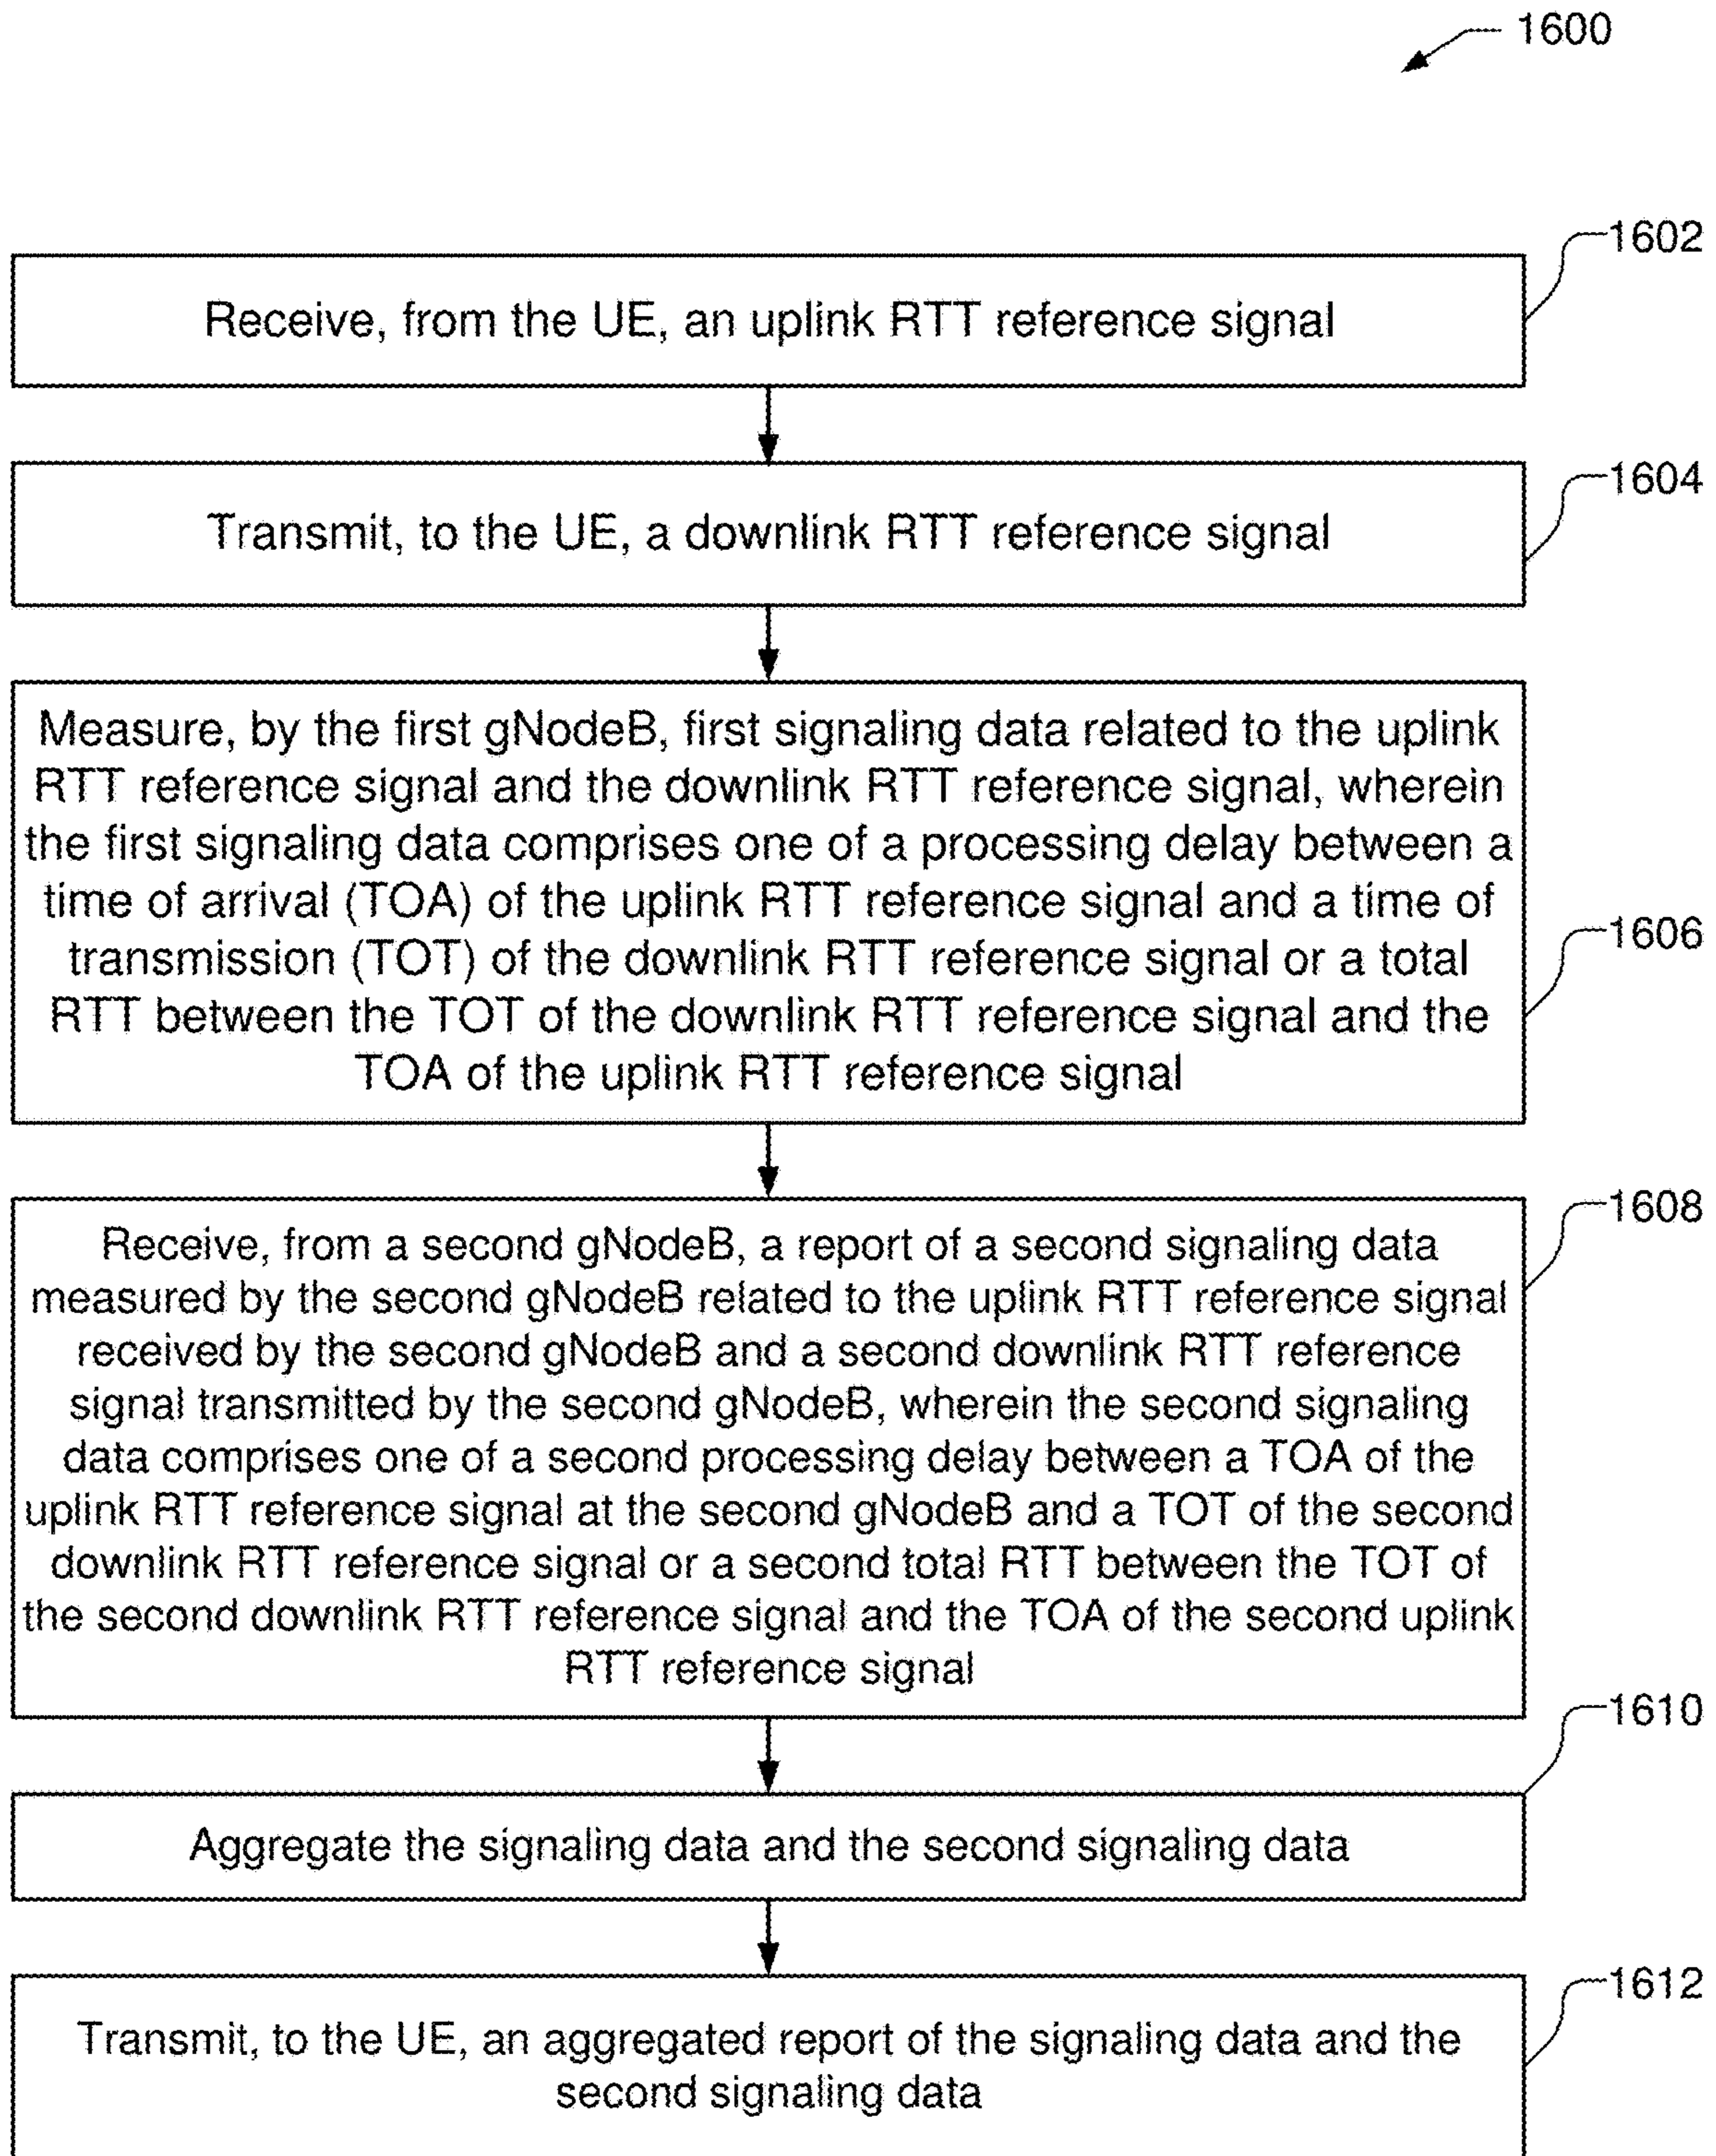 1600
1602
Receive, from the UE, an uplink RTT reference signal
1604
Transmit, to the UE, a downlink RTT reference signal
Measure, by the first gNodeB, first signaling data related to the uplink
RTT reference signal and the downlink RTT reference signal, wherein
the first signaling data comprises one of a processing delay between a
time of arrival (TOA) of the uplink RTT reference signal and a time of
transmission (TOT) of the downlink RTT reference signal or a total
RTT between the TOT of the downlink RTT reference signal and the
TOA of the uplink RTT reference signal
1606
1608
Receive, from a second gNodeB, a report of a second signaling data
measured by the second gNodeB related to the uplink RTT reference signal
received by the second gNodeB and a second downlink RTT reference
signal transmitted by the second gNodeB, wherein the second signaling
data comprises one of a second processing delay between a TOA of the
uplink RTT reference signal at the second gNodeB and a TOT of the second
downlink RTT reference signal or a second total RTT between the TOT of
the second downlink RTT reference signal and the TOA of the second uplink
RTT reference signal
1610
Aggregate the signaling data and the second signaling data
1612
Transmit, to the UE, an aggregated report of the signaling data and the
second signaling data